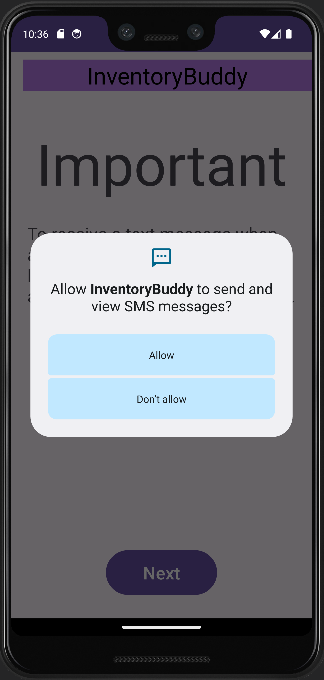 10:36
InventoryBuddy
Important
To receive a text message when
Allow InventoryBuddy to send and
view SMS messages?
Allow
Don't allow
Next